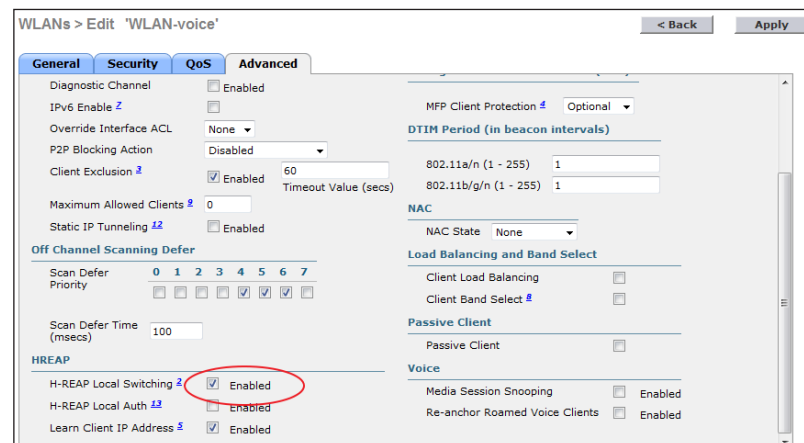 WLANs > Edit 'WLAN-voice'
< Back
Apply
General
Security
QoS
Advanced
Diagnostic Channel
Enabled
IPv6 Enable 7
Override Interface ACL
None
P2P Blocking Action
Disabled
Client Exclusion 3
Enabled
60
Timeout Value (secs)
Maximum Allowed Clients 9
0
Static IP Tunneling 12
Enabled
Off Channel Scanning Defer
Scan Defer Priority
0 1 2 3 4 5 6 7
Scan Defer Time (msecs)
100
HREAP
H-REAP Local Switching 2
Enabled
H-REAP Local Auth 13
Enabled
Learn Client IP Address 5
Enabled
MFP Client Protection 4
Optional
DTIM Period (in beacon intervals)
802.11a/n (1 - 255)
1
802.11b/g/n (1 - 255)
1
NAC
NAC State
None
Load Balancing and Band Select
Client Load Balancing
Client Band Select 8
Passive Client
Passive Client
Voice
Media Session Snooping
Enabled
Re-anchor Roamed Voice Clients
Enabled